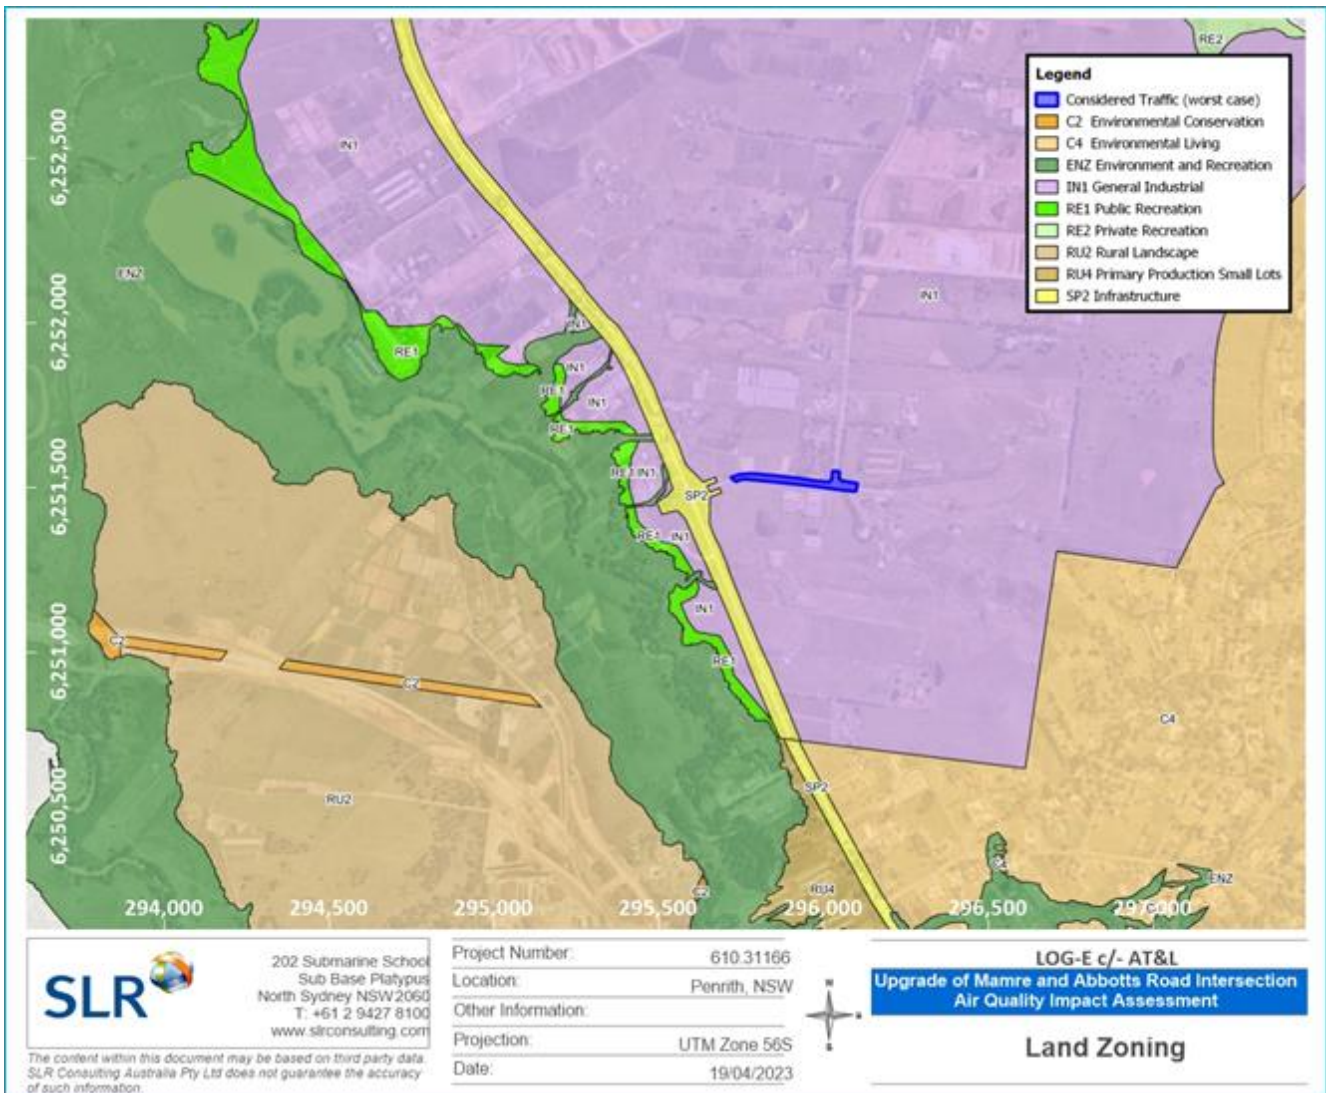 RE2
Legend
Considered Traffic (worst case)
C2 Environmental Conservation
C4 Environmental Living
ENZ Environment and Recreation
IN1 General Industrial
RE1 Public Recreation
RE2 Private Recreation
RU2 Rural Landscape
RU4 Primary Production Small Lots
SP2 Infrastructure
6,252,500
6,252,000
6,251,500
6,251,000
6,250,500
IN1
ENZ
IN1
IN1
RE1
IN1
RE1
IN1
RE1
RE1 IN1
SP2
RE1
IN1
IN1
RE1
C2
C2
C4
SP2
RU2
C2
RU4
ENZ
294,000
294,500
295,000
295,500
296,000
296,500
297,000
SLR
202 Submarine School
Sub Base Platypus
North Sydney NSW 2060
T: +61 2 9427 8100
www.slrconsulting.com
The content within this document may be based on third party data.
SLR Consulting Australia Pty Ltd does not guarantee the accuracy
of such information.
Project Number: 610.31166
Location: Penrith, NSW
Other Information:
Projection: UTM Zone 56S
Date: 19/04/2023
N
S
LOG-E c/- AT&L
Upgrade of Mamre and Abbotts Road Intersection
Air Quality Impact Assessment
Land Zoning